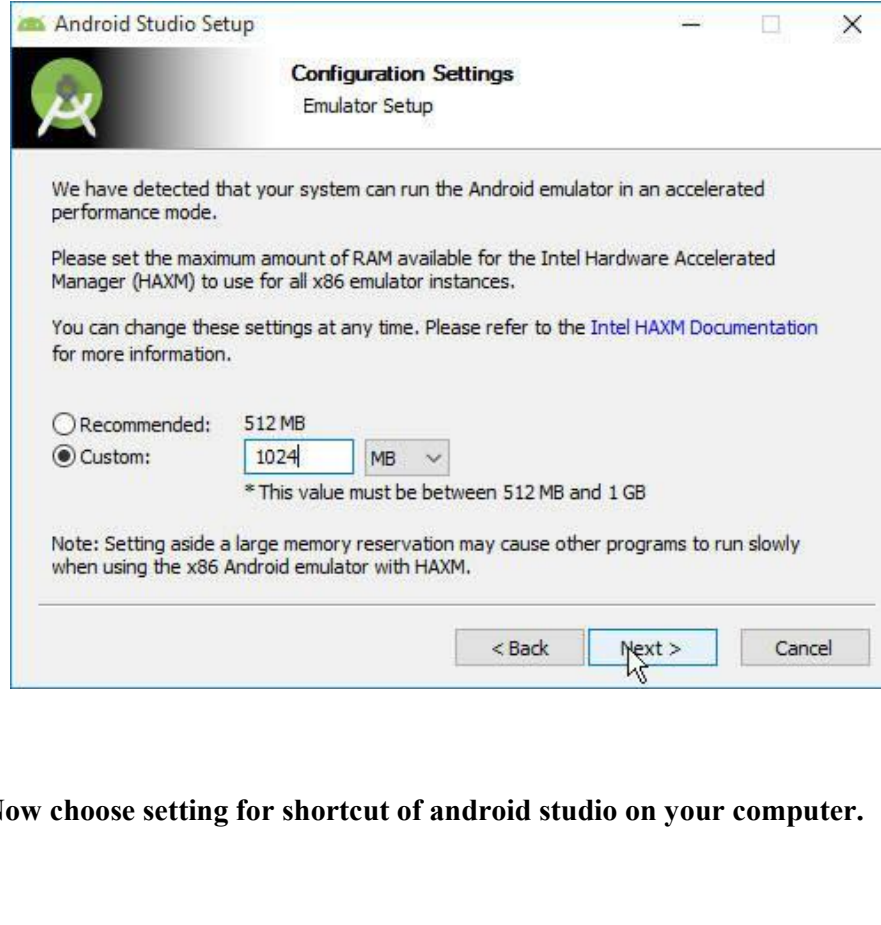 Android Studio Setup
Configuration Settings
Emulator Setup
We have detected that your system can run the Android emulator in an accelerated
performance mode.
Please set the maximum amount of RAM available for the Intel Hardware Accelerated
Manager (HAXM) to use for all x86 emulator instances.
You can change these settings at any time. Please refer to the Intel HAXM Documentation
for more information.
Recommended: 512 MB
Custom: 1024 MB
* This value must be between 512 MB and 1 GB
Note: Setting aside a large memory reservation may cause other programs to run slowly
when using the x86 Android emulator with HAXM.
< Back Next > Cancel
Now choose setting for shortcut of android studio on your computer.